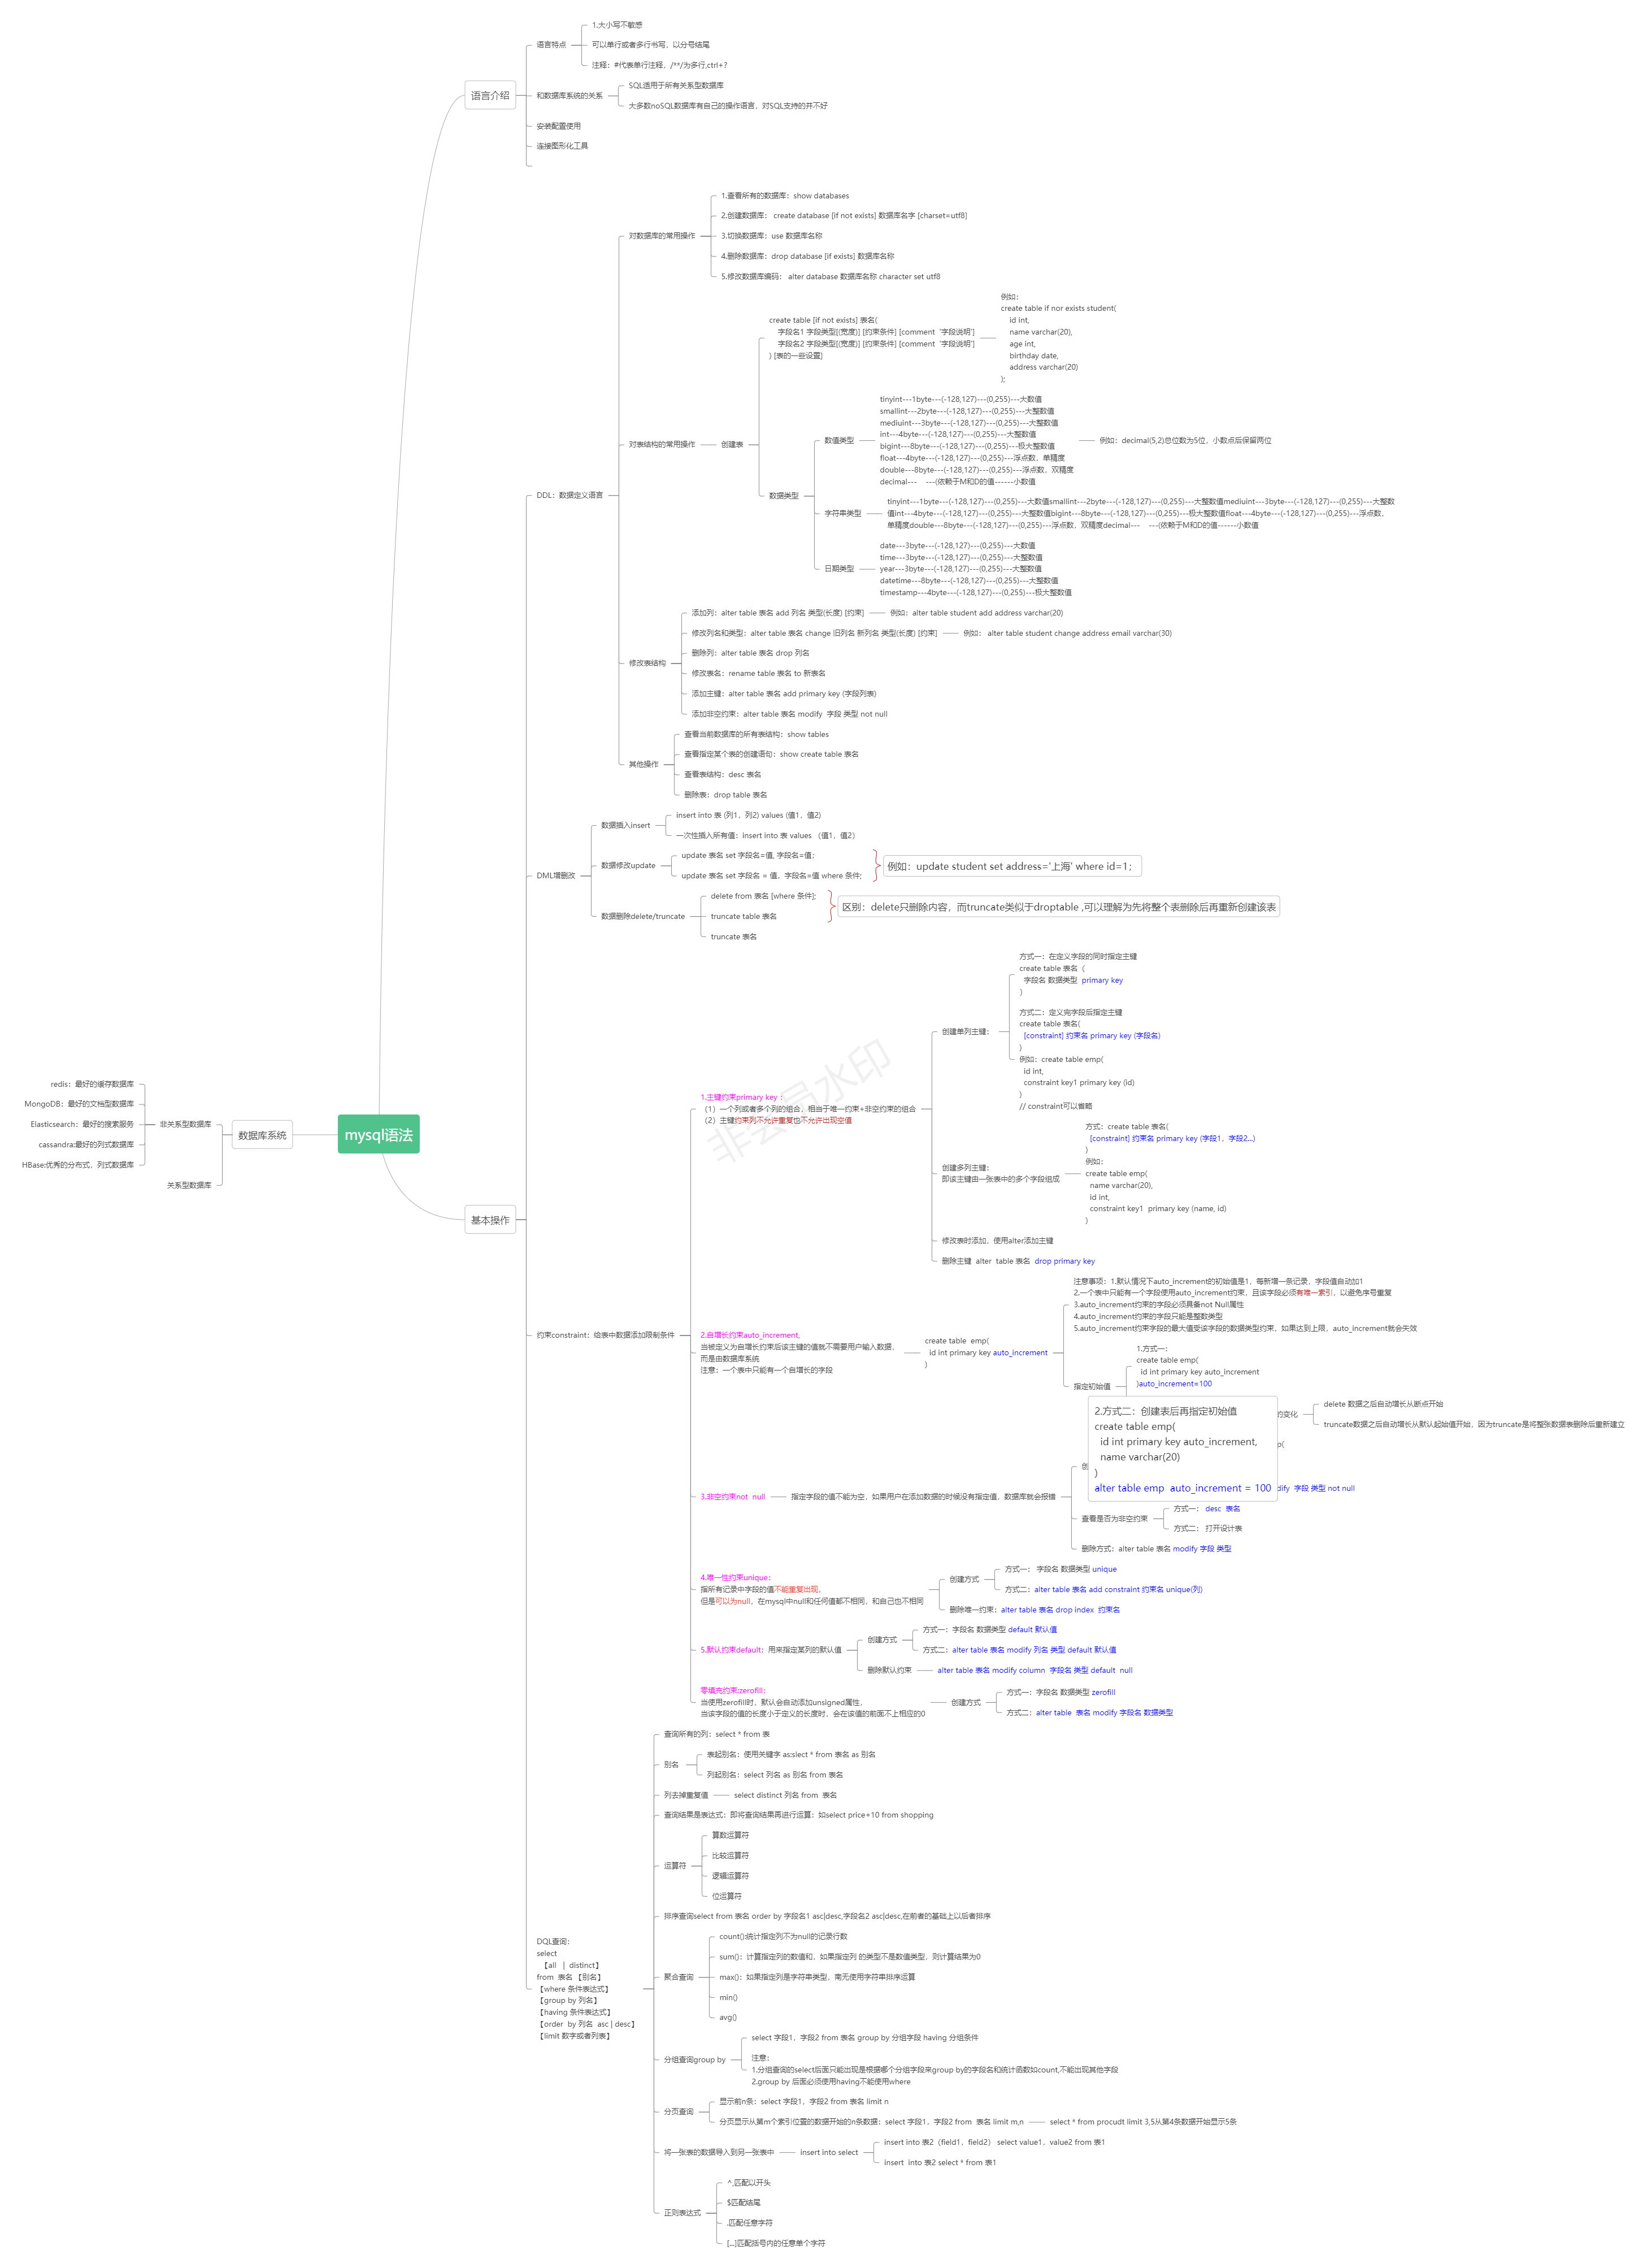 mysql语法
语言介绍
语言特点
1.大小写不敏感
可以单行或者多行书写，以分号结尾
注释：#代表单行注释，/**/为多行,ctrl+?
和数据库系统的关系
SQL适用于所有关系型数据库
大多数noSQL数据库有自己的操作语言，对SQL支持的并不好
安装配置使用
连接图形化工具
数据库系统
非关系型数据库
redis：最好的缓存数据库
MongoDB：最好的文档型数据库
Elasticsearch：最好的搜索服务
cassandra:最好的列式数据库
HBase:优秀的分布式，列式数据库
关系型数据库
基本操作
DDL：数据定义语言
对数据库的常用操作
1.查看所有的数据库：show databases
2.创建数据库： create database [if not exists] 数据库名字 [charset=utf8]
3.切换数据库：use 数据库名称
4.删除数据库：drop database [if exists] 数据库名称
5.修改数据库编码： alter database 数据库名称 character set utf8
对表结构的常用操作
创建表
create table [if not exists] 表名(
字段名1 字段类型[(宽度)] [约束条件] [comment '字段说明']
字段名2 字段类型[(宽度)] [约束条件] [comment '字段说明']
) [表的一些设置]
例如：
create table if nor exists student(
id int,
name varchar(20),
age int,
birthday date,
address varchar(20)
);
数据类型
数值类型
tinyint---1byte---(-128,127)---(0,255)---大数值
smallint---2byte---(-128,127)---(0,255)---大整数值
mediuint---3byte---(-128,127)---(0,255)---大整数值
int---4byte---(-128,127)---(0,255)---大整数值
bigint---8byte---(-128,127)---(0,255)---极大整数值
float---4byte---(-128,127)---(0,255)---浮点数，单精度
double---8byte---(-128,127)---(0,255)---浮点数，双精度
decimal---    ---(依赖于M和D的值------小数值
例如：decimal(5,2)总位数为5位，小数点后保留两位
字符串类型
tinyint---1byte---(-128,127)---(0,255)---大数值smallint---2byte---(-128,127)---(0,255)---大整数值mediuint---3byte---(-128,127)---(0,255)---大整数
值int---4byte---(-128,127)---(0,255)---大整数值bigint---8byte---(-128,127)---(0,255)---极大整数值float---4byte---(-128,127)---(0,255)---浮点数，
单精度double---8byte---(-128,127)---(0,255)---浮点数，双精度decimal---    ---(依赖于M和D的值------小数值
日期类型
date---3byte---(-128,127)---(0,255)---大数值
time---3byte---(-128,127)---(0,255)---大整数值
year---3byte---(-128,127)---(0,255)---大整数值
datetime---8byte---(-128,127)---(0,255)---大整数值
timestamp---4byte---(-128,127)---(0,255)---极大整数值
修改表结构
添加列：alter table 表名 add 列名 类型(长度) [约束]
例如：alter table student add address varchar(20)
修改列名和类型：alter table 表名 change 旧列名 新列名 类型(长度) [约束]
例如： alter table student change address email varchar(30)
删除列：alter table 表名 drop 列名
修改表名：rename table 表名 to 新表名
添加主键：alter table 表名 add primary key (字段列表)
添加非空约束：alter table 表名 modify  字段 类型 not null
其他操作
查看当前数据库的所有表结构：show tables
查看指定某个表的创建语句：show create table 表名
查看表结构：desc 表名
删除表：drop table 表名
DML增删改
数据插入insert
insert into 表 (列1，列2) values (值1，值2)
一次性插入所有值：insert into 表 values （值1，值2）
数据修改update
update 表名 set 字段名=值, 字段名=值；
update 表名 set 字段名 = 值，字段名=值 where 条件;
例如：update student set address='上海' where id=1；
数据删除delete/truncate
delete from 表名 [where 条件];
truncate table 表名
truncate 表名
区别：delete只删除内容，而truncate类似于droptable ,可以理解为先将整个表删除后再重新创建该表
约束constraint：给表中数据添加限制条件
1.主键约束primary key：
（1）一个列或者多个列的组合，相当于唯一约束+非空约束的组合
（2）主键约束列不允许重复也不允许出现空值
创建单列主键：
方式一：在定义字段的同时指定主键
create table 表名（
字段名 数据类型  primary key
)
方式二：定义完字段后指定主键
create table 表名(
[constraint] 约束名 primary key (字段名)
)
例如：create table emp(
id int,
constraint key1 primary key (id)
)
// constraint可以省略
创建多列主键：
即该主键由一张表中的多个字段组成
方式：create table 表名(
[constraint] 约束名 primary key (字段1，字段2...)
)
例如：
create table emp(
name varchar(20),
id int,
constraint key1  primary key (name, id)
)
修改表时添加，使用alter添加主键
删除主键  alter  table 表名  drop primary key
2.自增长约束auto_increment,
当被定义为自增长约束后该主键的值就不需要用户输入数据，
而是由数据库系统
注意：一个表中只能有一个自增长的字段
create table  emp(
id int primary key auto_increment
)
注意事项：1.默认情况下auto_increment的初始值是1，每新增一条记录，字段值自动加1
2.一个表中只能有一个字段使用auto_increment约束，且该字段必须有唯一索引，以避免序号重复
3.auto_increment约束的字段必须具备not Null属性
4.auto_increment约束的字段只能是整数类型
5.auto_increment约束字段的最大值受该字段的数据类型约束，如果达到上限，auto_increment就会失效
指定初始值
1.方式一：
create table emp(
id int primary key auto_increment
)auto_increment=100
2.方式二：创建表后再指定初始值
create table emp(
id int primary key auto_increment,
name varchar(20)
)
alter table emp  auto_increment = 100
的变化
delete 数据之后自动增长从断点开始
truncate数据之后自动增长从默认起始值开始，因为truncate是将整张数据表删除后重新建立
3.非空约束not  null
指定字段的值不能为空，如果用户在添加数据的时候没有指定值，数据库就会报错
创
p(
dify  字段 类型 not null
查看是否为非空约束
方式一： desc  表名
方式二： 打开设计表
删除方式：alter table 表名 modify 字段 类型
4.唯一性约束unique：
指所有记录中字段的值不能重复出现，
但是可以为null，在mysql中null和任何值都不相同，和自己也不相同
创建方式
方式一： 字段名 数据类型 unique
方式二：alter table 表名 add constraint 约束名 unique(列)
删除唯一约束：alter table 表名 drop index  约束名
5.默认约束default：用来指定某列的默认值
创建方式
方式一：字段名 数据类型 default 默认值
方式二：alter table 表名 modify 列名 类型 default 默认值
删除默认约束
alter table 表名 modify column  字段名 类型 default  null
零填充约束:zerofill：
当使用zerofill时，默认会自动添加unsigned属性，
当该字段的值的长度小于定义的长度时，会在该值的前面不上相应的0
创建方式
方式一：字段名 数据类型 zerofill
方式二：alter table  表名 modify 字段名 数据类型
DQL查询：
select
【all   |  distinct】
from  表名 【别名】
【where 条件表达式】
【group by 列名】
【having 条件表达式】
【order  by 列名  asc | desc】
【limit 数字或者列表】
查询所有的列：select * from 表
别名
表起别名：使用关键字 as:slect * from 表名 as 别名
列起别名：select 列名 as 别名 from 表名
列去掉重复值
select distinct 列名 from  表名
查询结果是表达式：即将查询结果再进行运算：如select price+10 from shopping
运算符
算数运算符
比较运算符
逻辑运算符
位运算符
排序查询select from 表名 order by 字段名1 asc|desc,字段名2 asc|desc,在前者的基础上以后者排序
聚合查询
count():统计指定列不为null的记录行数
sum()：计算指定列的数值和，如果指定列 的类型不是数值类型，则计算结果为0
max()：如果指定列是字符串类型，南无使用字符串排序运算
min()
avg()
分组查询group by
select 字段1，字段2 from 表名 group by 分组字段 having 分组条件
注意：
1.分组查询的select后面只能出现是根据哪个分组字段来group by的字段名和统计函数如count,不能出现其他字段
2.group by 后面必须使用having不能使用where
分页查询
显示前n条：select 字段1，字段2 from 表名 limit n
分页显示从第m个索引位置的数据开始的n条数据：select 字段1，字段2 from  表名 limit m,n
select * from procudt limit 3,5从第4条数据开始显示5条
将一张表的数据导入到另一张表中
insert into select
insert into 表2（field1，field2） select value1，value2 from 表1
insert  into 表2 select * from 表1
正则表达式
^,匹配以开头
$匹配结尾
.匹配任意字符
[...]匹配括号内的任意单个字符
非会员水印